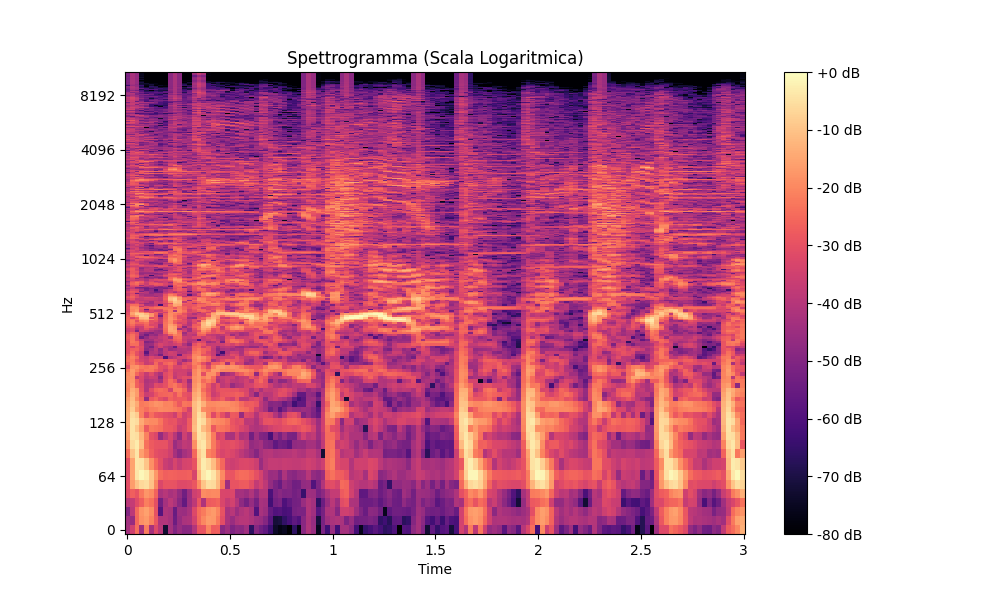 Spettrogramma (Scala Logaritmica)
Hz
8192
4096
2048
1024
512
256
128
64
0
0
0.5
1
1.5
2
2.5
3
Time
+0 dB
-10 dB
-20 dB
-30 dB
-40 dB
-50 dB
-60 dB
-70 dB
-80 dB